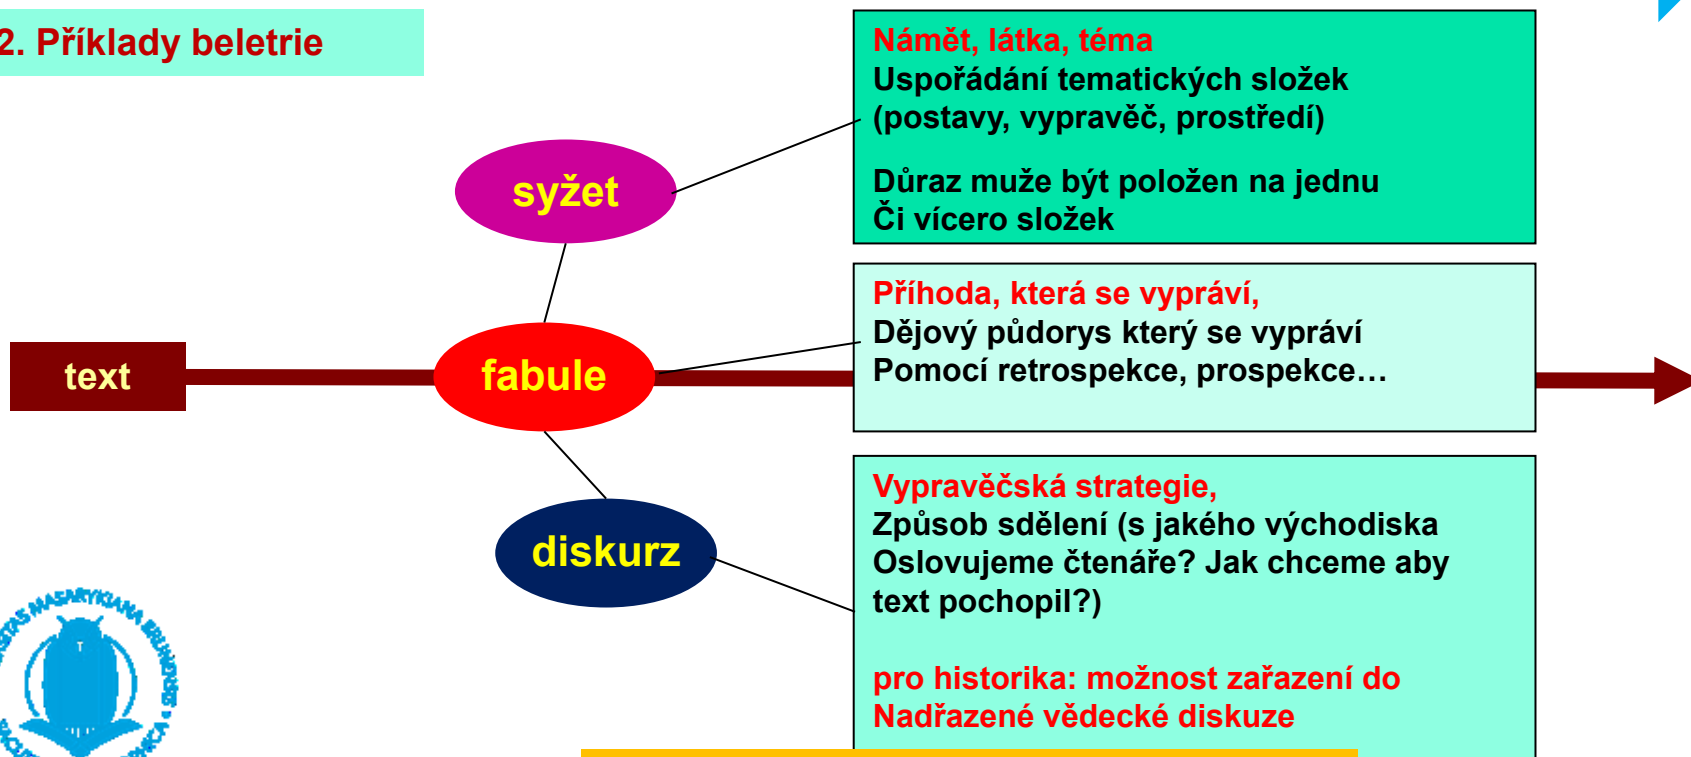 2. Příklady beletrie
Námět, látka, téma
Uspořádání tematických složek
(postavy, vypravěč, prostředí)
Důraz muže být položen na jednu
Či vícero složek
syžet
Příhoda, která se vypráví,
Dějový půdorys který se vypráví
Pomocí retrospekce, prospekce…
text
fabule
Vypravěčská strategie,
Způsob sdělení (s jakého východiska
Oslovujeme čtenáře? Jak chceme aby
text pochopil?)
diskurz
pro historika: možnost zařazení do
Nadřazené vědecké diskuze
MASARYKIANA